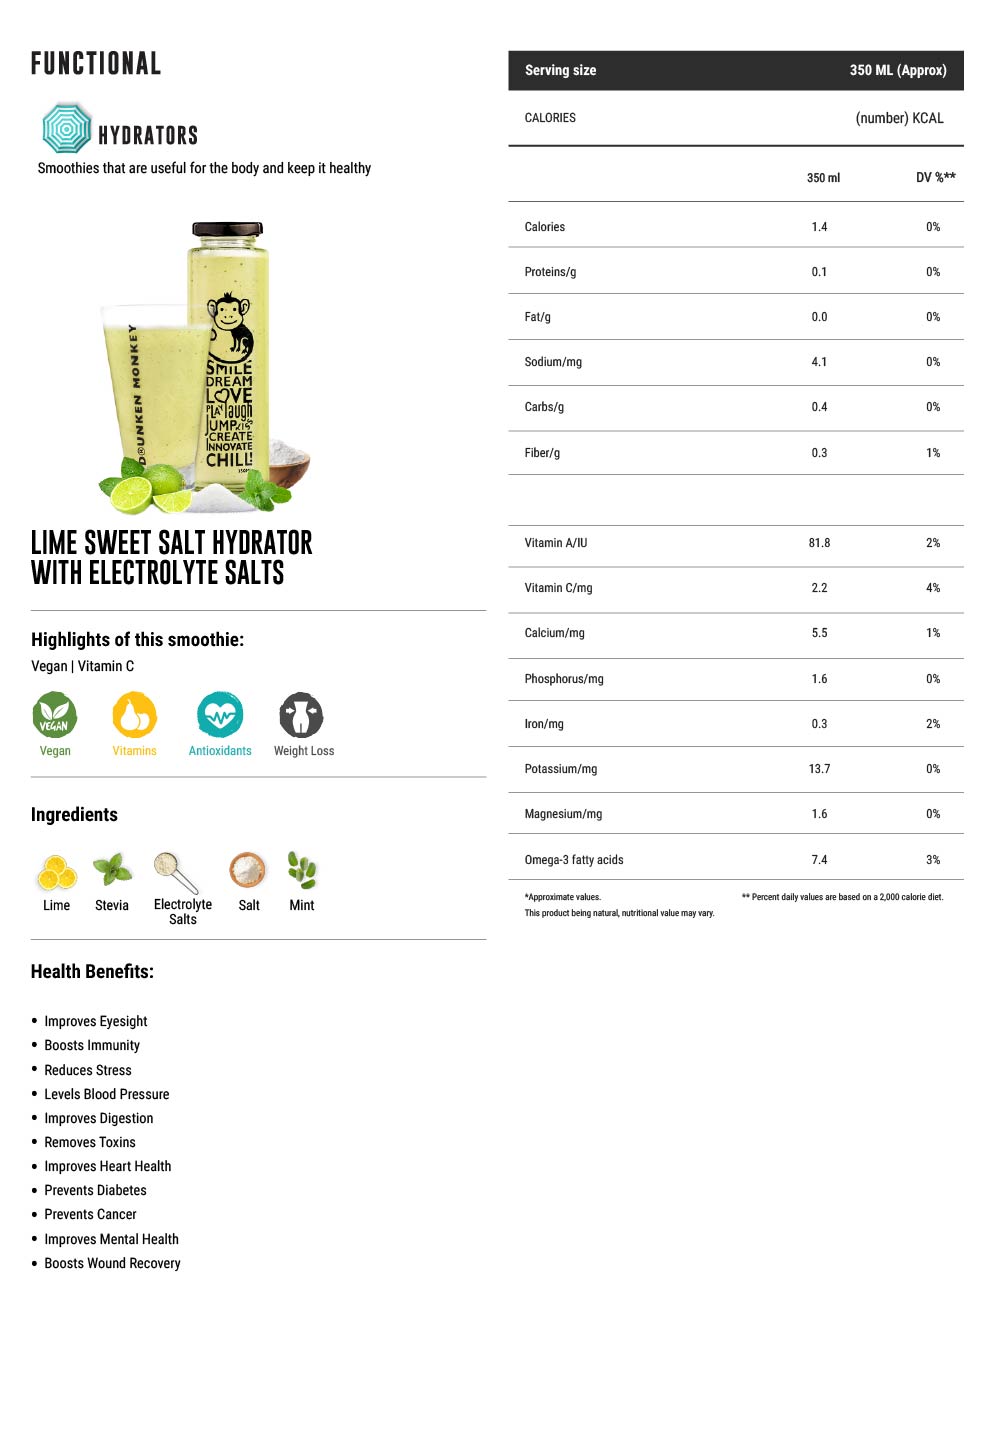 FUNCTIONAL
HYDRATORS
Smoothies that are useful for the body and keep it healthy
DRUNKEN MONKEY
SMILE
DREAM
LOVE
PLAY laugh
JUMP
CREATE
INNOVATE
CHILL!
LIME SWEET SALT HYDRATOR
WITH ELECTROLYTE SALTS
Highlights of this smoothie:
Vegan | Vitamin C
VEGAN
Vegan Vitamins Antioxidants Weight Loss
Ingredients
Lime Stevia Electrolyte Salt Mint
Salts
Health Benefits:
• Improves Eyesight
• Boosts Immunity
• Reduces Stress
• Levels Blood Pressure
• Improves Digestion
• Removes Toxins
• Improves Heart Health
• Prevents Diabetes
• Prevents Cancer
• Improves Mental Health
• Boosts Wound Recovery
Serving size 350 ML (Approx)
CALORIES (number) KCAL
350 ml DV %**
Calories 1.4 0%
Proteins/g 0.1 0%
Fat/g 0.0 0%
Sodium/mg 4.1 0%
Carbs/g 0.4 0%
Fiber/g 0.3 1%
Vitamin A/IU 81.8 2%
Vitamin C/mg 2.2 4%
Calcium/mg 5.5 1%
Phosphorus/mg 1.6 0%
Iron/mg 0.3 2%
Potassium/mg 13.7 0%
Magnesium/mg 1.6 0%
Omega-3 fatty acids 7.4 3%
*Approximate values. ** Percent daily values are based on a 2,000 calorie diet.
This product being natural, nutritional value may vary.